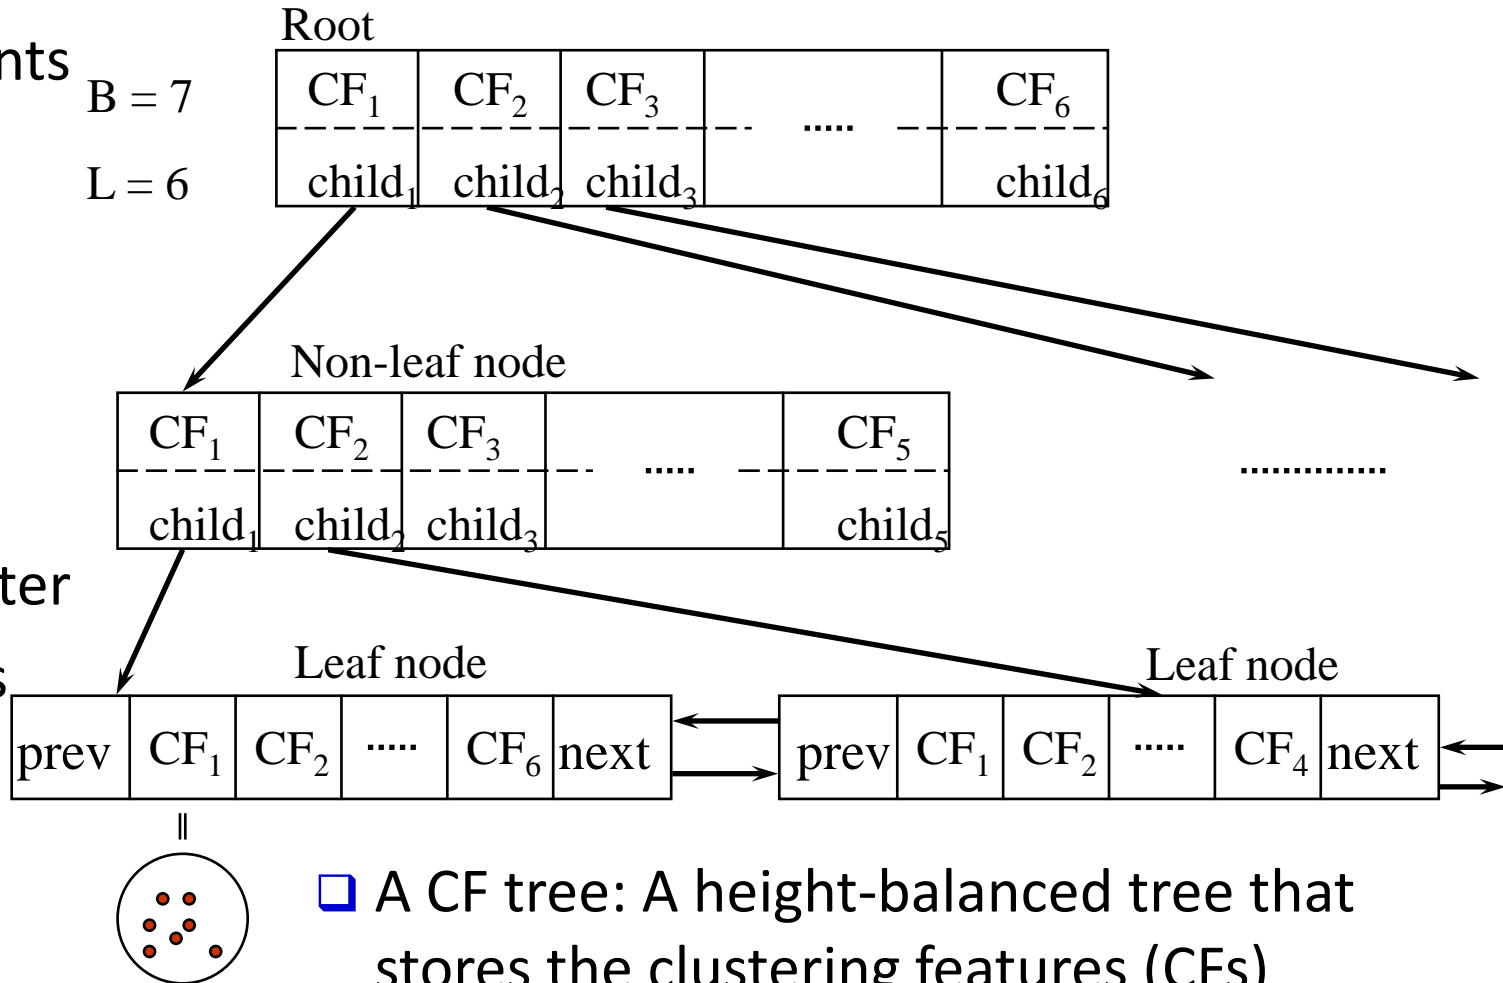 Root
nts
B = 7
CF1 CF2 CF3 ..... CF6
L = 6
child1 child2 child3 child6
Non-leaf node
CF1 CF2 CF3 ..... CF5
..............
child1 child2 child3 child5
ter
Leaf node Leaf node
s
prev CF1 CF2 ..... CF6 next prev CF1 CF2 ..... CF4 next
=
❑ A CF tree: A height-balanced tree that
stores the clustering features (CFs)